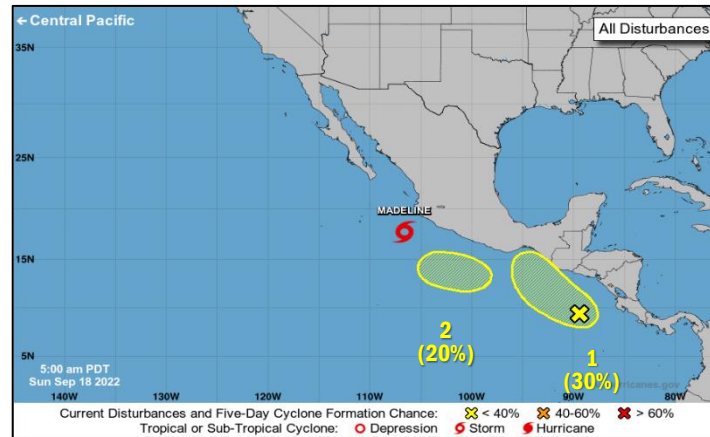 ← Central Pacific
All Disturbances
35N
25N
MADELINE
15N
2
(20%)
1
(30%)
5N
5:00 am PDT
Sun Sep 18 2022
rricanes.gov
140W 130W 120W 110W 100W 90W 80W
Current Disturbances and Five-Day Cyclone Formation Chance: < 40% 40-60% > 60%
Tropical or Sub-Tropical Cyclone: Depression Storm Hurricane